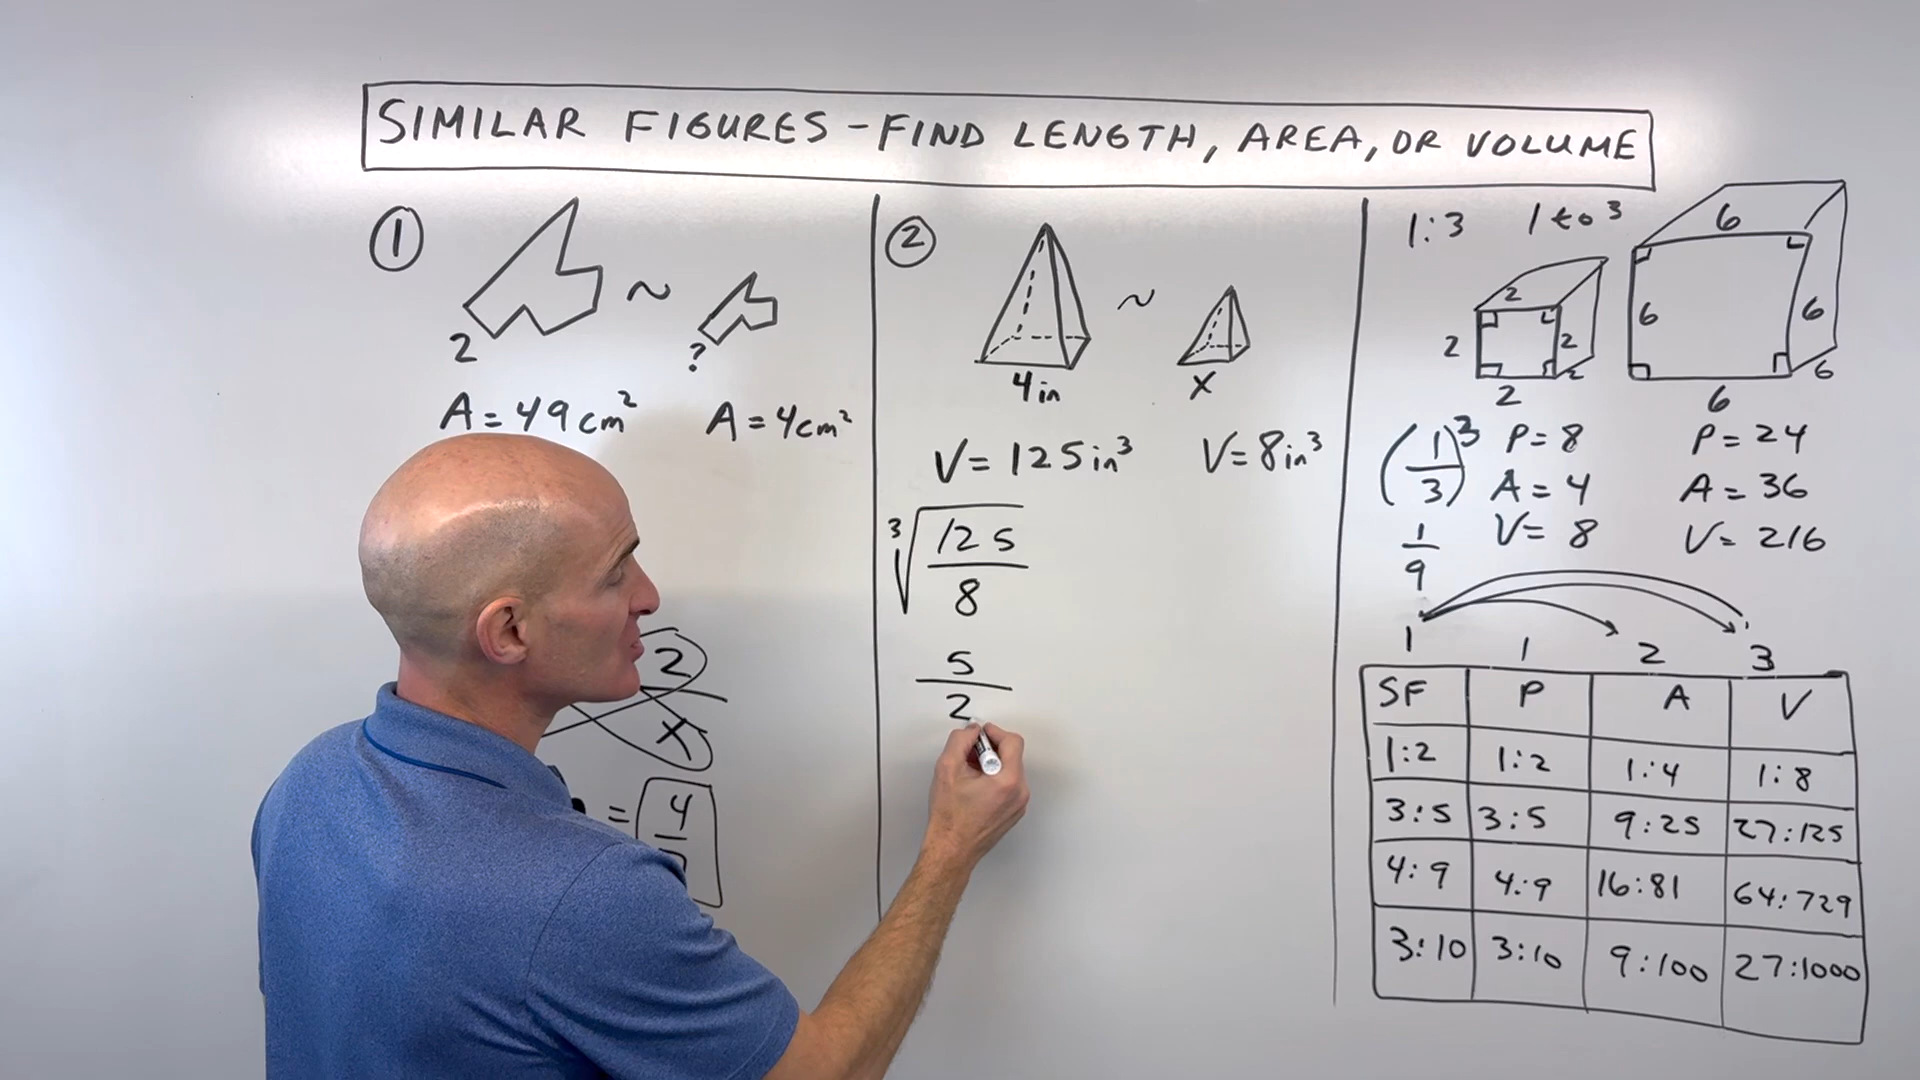 SIMILAR FIGURES - FIND LENGTH, AREA, OR VOLUME
1
~
2
?
A = 49cm²
A = 4cm²
2
x
= 4
2
~
4in
x
V = 125in³
V = 8in³
³√125/8
5/2
1:3
1 to 3
2
2
2
2
2
6
6
6
6
6
(1/3)³
1/9
P = 8
A = 4
V = 8
P = 24
A = 36
V = 216
1 1 2 3
SF P A V
1:2 1:2 1:4 1:8
3:5 3:5 9:25 27:125
4:9 4:9 16:81 64:729
3:10 3:10 9:100 27:1000